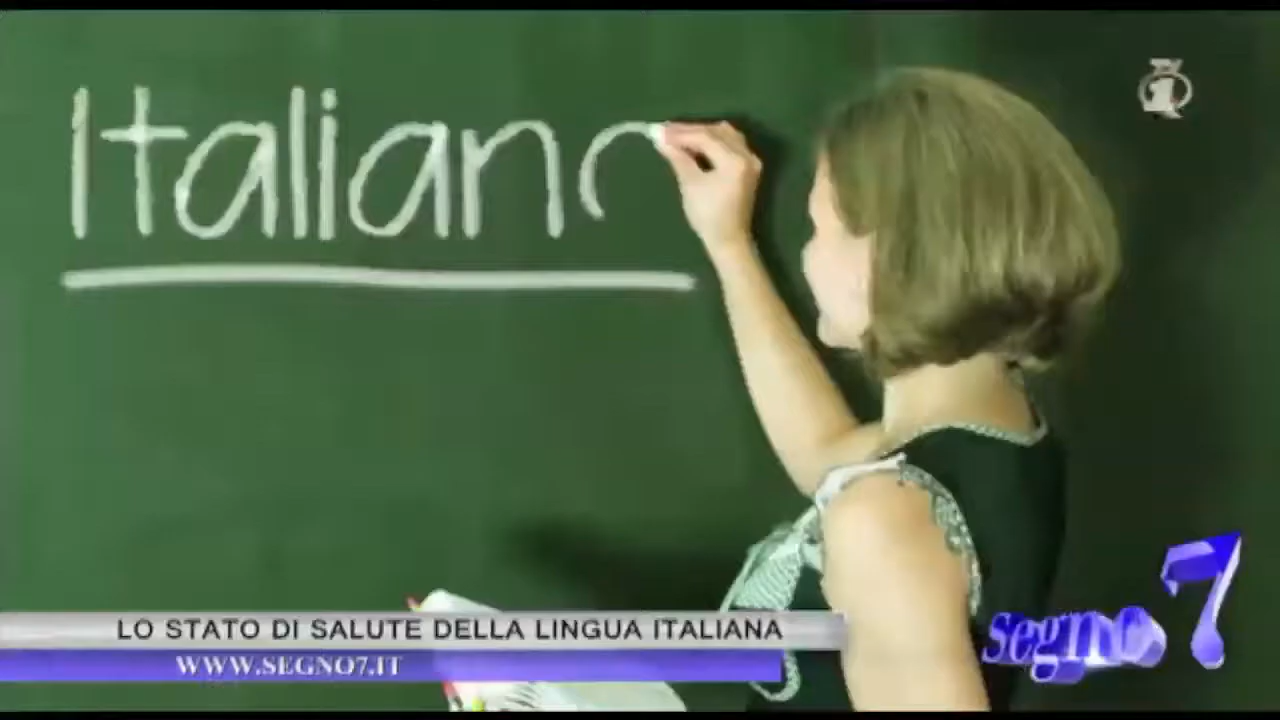 Italiano
LO STATO DI SALUTE DELLA LINGUA ITALIANA
WWW.SEGNO7.IT
segno 7